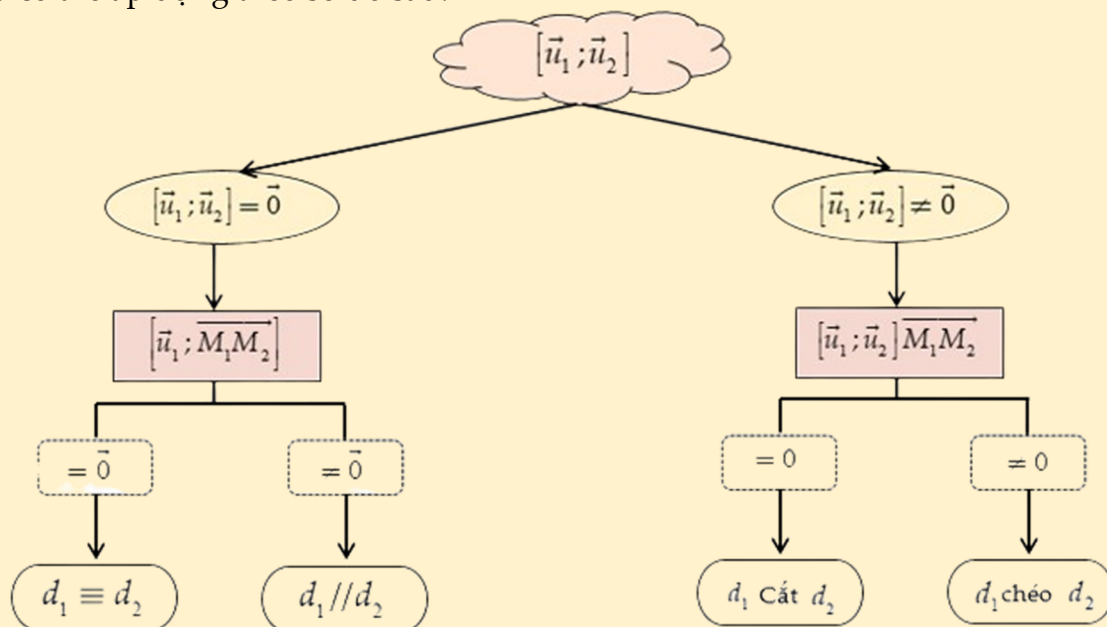 [u⃗₁ ; u⃗₂]
[u⃗₁ ; u⃗₂] = 0⃗
[u⃗₁ ; u⃗₂] ≠ 0⃗
[u⃗₁ ; M₁M₂⃗]
[u⃗₁ ; u⃗₂] M₁M₂⃗
= 0⃗
= 0⃗
= 0
≠ 0
d₁ ≡ d₂
d₁ // d₂
d₁ Cắt d₂
d₁ chéo d₂